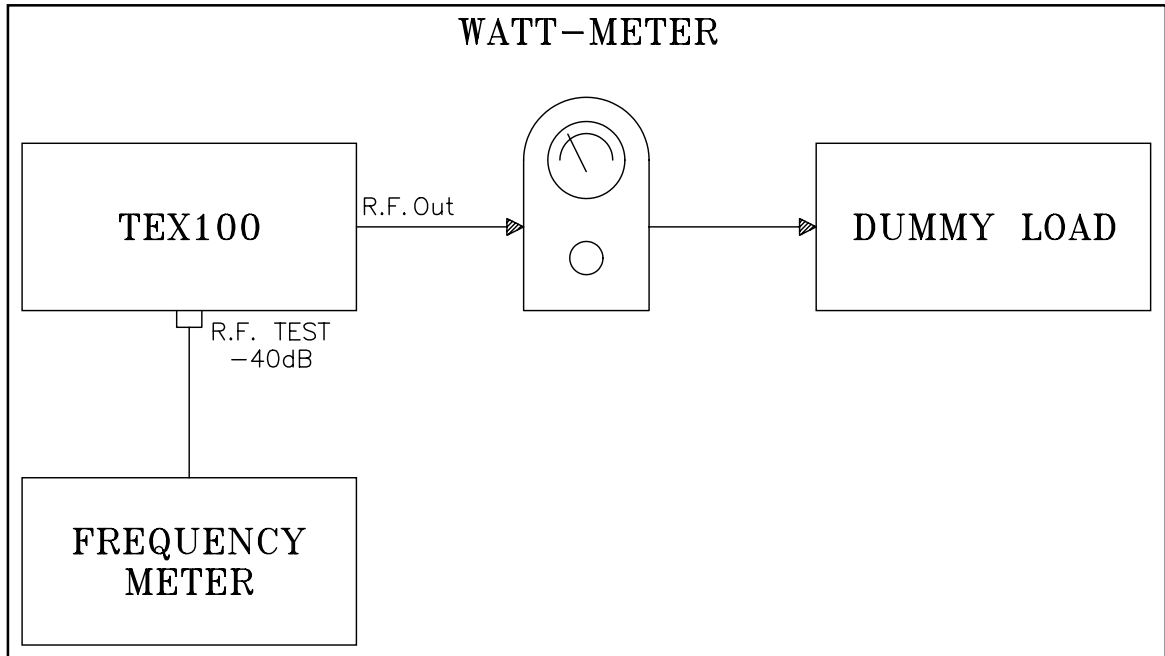 WATT-METER
TEX100
R.F. Out
DUMMY LOAD
R.F. TEST
-40dB
FREQUENCY
METER